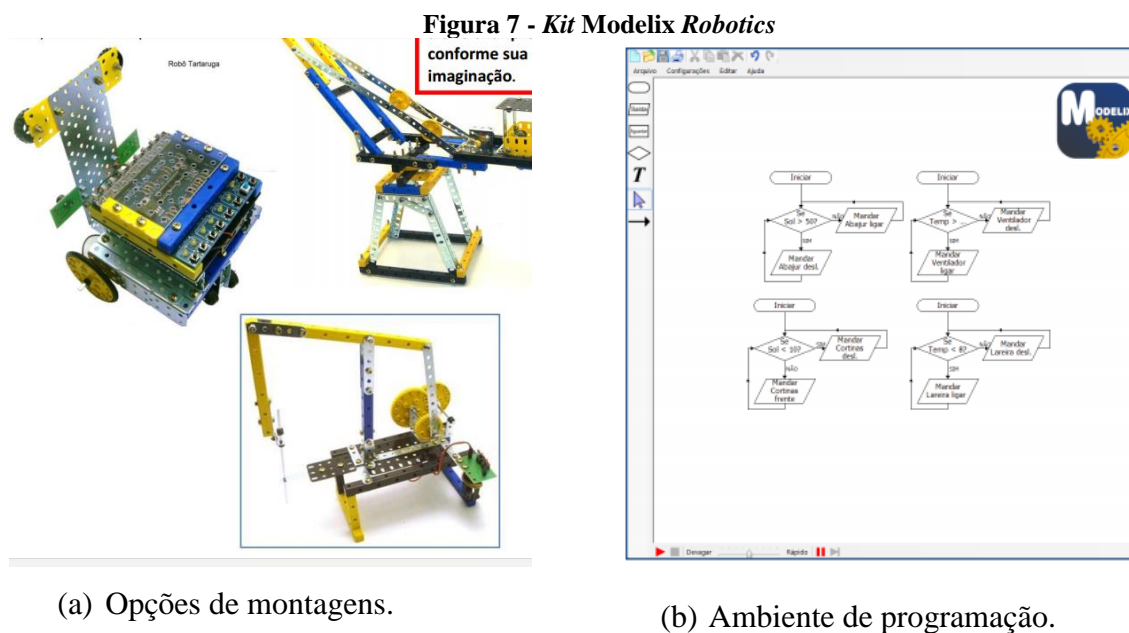 Figura 7 - Kit Modelix Robotics
conforme sua
imaginação.
Robô Tartaruga
(a) Opções de montagens.
Arquivo Configurações Editar Ajuda
T
MODELIX
Iniciar
Se
Sol > 50?
NÃO
Mandar
Abajur ligar
SIM
Mandar
Abajur desl.
Iniciar
Se
Temp >
NÃO
Mandar
Ventilador
desl.
SIM
Mandar
Ventilador
ligar
Iniciar
Se
Sol < 10?
SIM
Mandar
Cortinas
desl.
NÃO
Mandar
Cortinas
frente
Iniciar
Se
Temp < 8?
NÃO
Mandar
Lareira desl.
SIM
Mandar
Lareira ligar
Devagar Rápido
(b) Ambiente de programação.